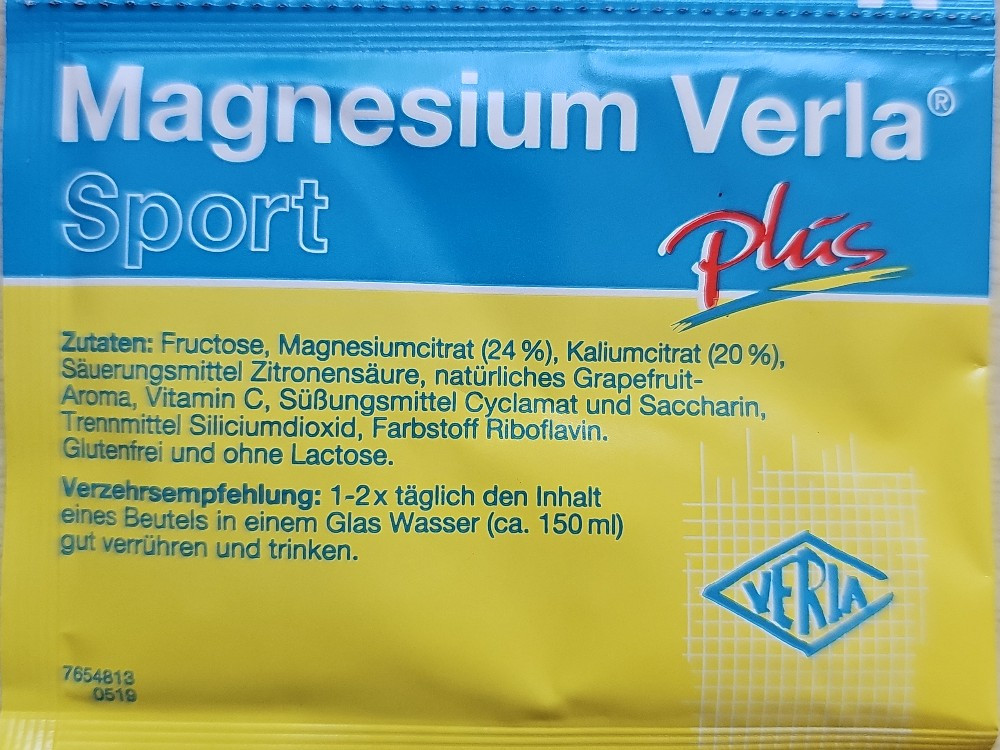 Magnesium Verla®
Sport
plus
Zutaten: Fructose, Magnesiumcitrat (24 %), Kaliumcitrat (20 %),
Säuerungsmittel Zitronensäure, natürliches Grapefruit-
Aroma, Vitamin C, Süßungsmittel Cyclamat und Saccharin,
Trennmittel Siliciumdioxid, Farbstoff Riboflavin.
Glutenfrei und ohne Lactose.
Verzehrsempfehlung: 1-2x täglich den Inhalt
eines Beutels in einem Glas Wasser (ca. 150 ml)
gut verrühren und trinken.
VERLA
7654813
0519